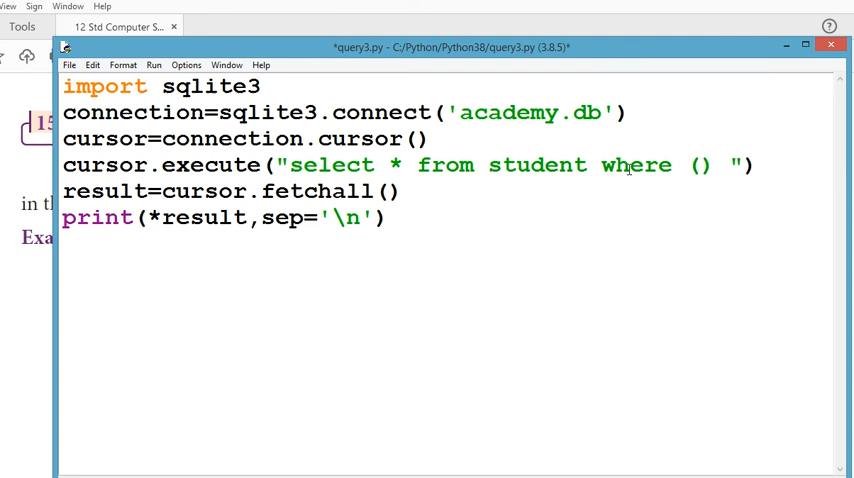 View Sign Window Help
Tools 12 Std Computer S... ×
*query3.py - C:/Python/Python38/query3.py (3.8.5)*
File Edit Format Run Options Window Help
import sqlite3
connection=sqlite3.connect('academy.db')
cursor=connection.cursor()
cursor.execute("select * from student where () ")
result=cursor.fetchall()
print(*result,sep='\n')
15
in
Exa